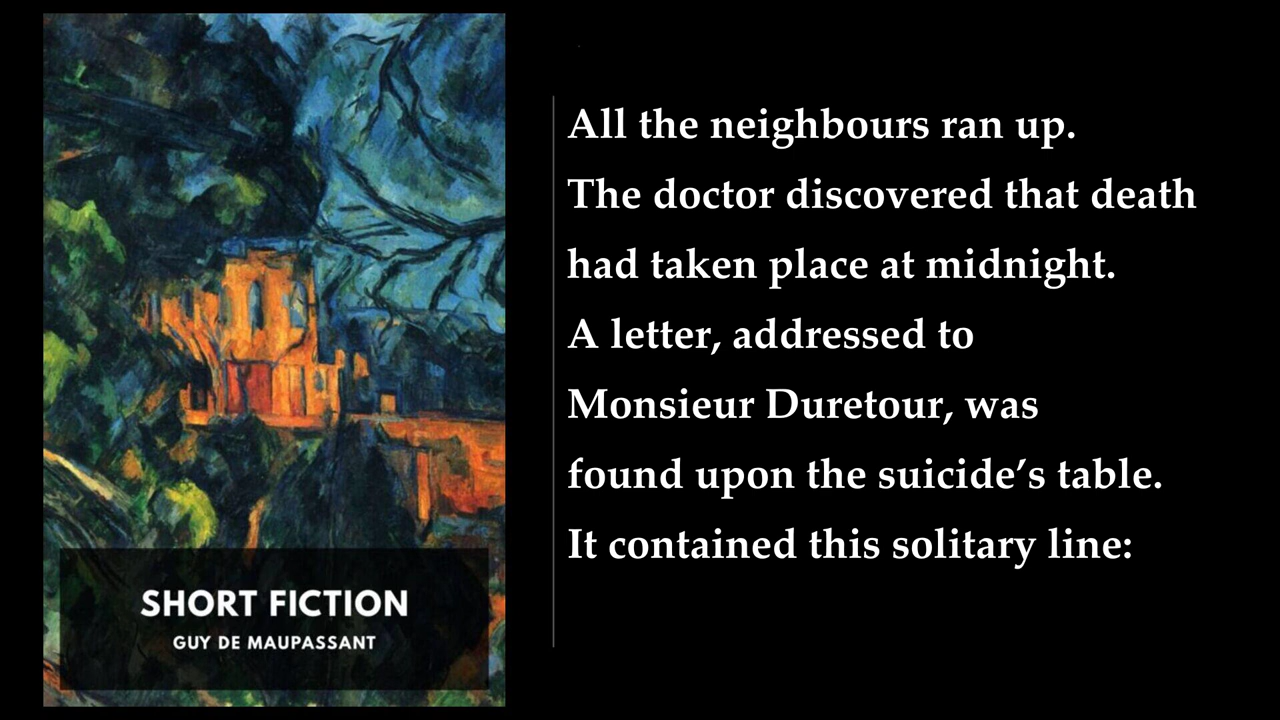 SHORT FICTION
GUY DE MAUPASSANT
All the neighbours ran up.
The doctor discovered that death
had taken place at midnight.
A letter, addressed to
Monsieur Duretour, was
found upon the suicide’s table.
It contained this solitary line: